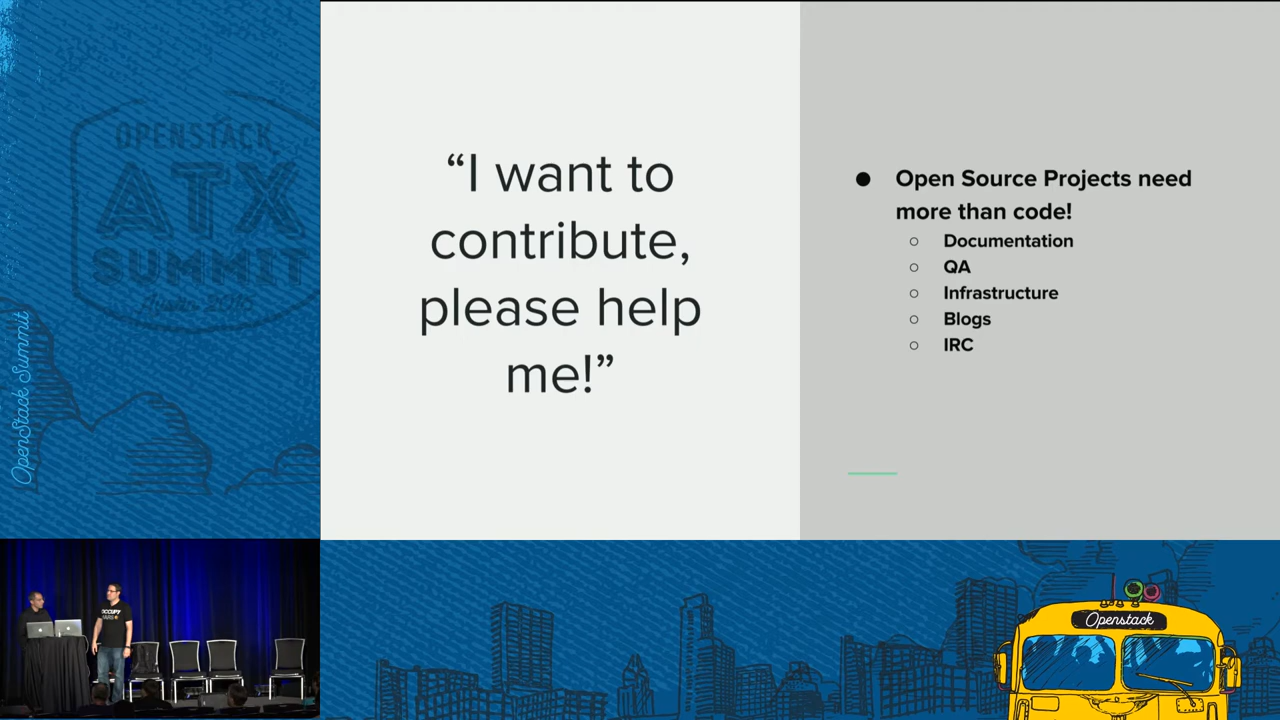 OPENSTACK
ATX
SUMMIT
Austin 2016
OpenStack Summit
“I want to
contribute,
please help
me!”
● Open Source Projects need
more than code!
○ Documentation
○ QA
○ Infrastructure
○ Blogs
○ IRC
OCCUPY
Openstack